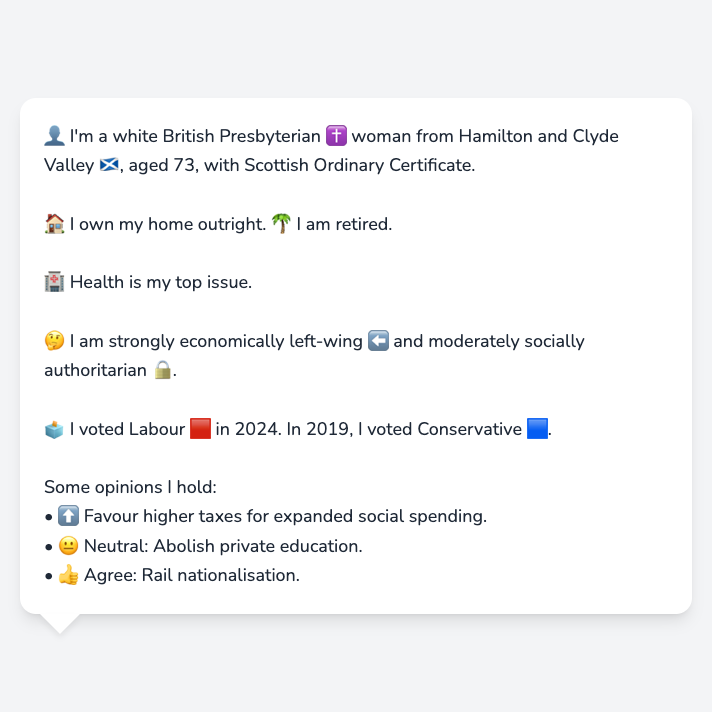 👤 I'm a white British Presbyterian ✝️ woman from Hamilton and Clyde
Valley 🏴󠁧󠁢󠁳󠁣󠁴󠁿, aged 73, with Scottish Ordinary Certificate.
🏠 I own my home outright. 🌴 I am retired.
🏥 Health is my top issue.
🤔 I am strongly economically left-wing ⬅️ and moderately socially
authoritarian 🔒.
🗳️ I voted Labour 🟥 in 2024. In 2019, I voted Conservative 🟦.
Some opinions I hold:
• ⬆️ Favour higher taxes for expanded social spending.
• 😐 Neutral: Abolish private education.
• 👍 Agree: Rail nationalisation.